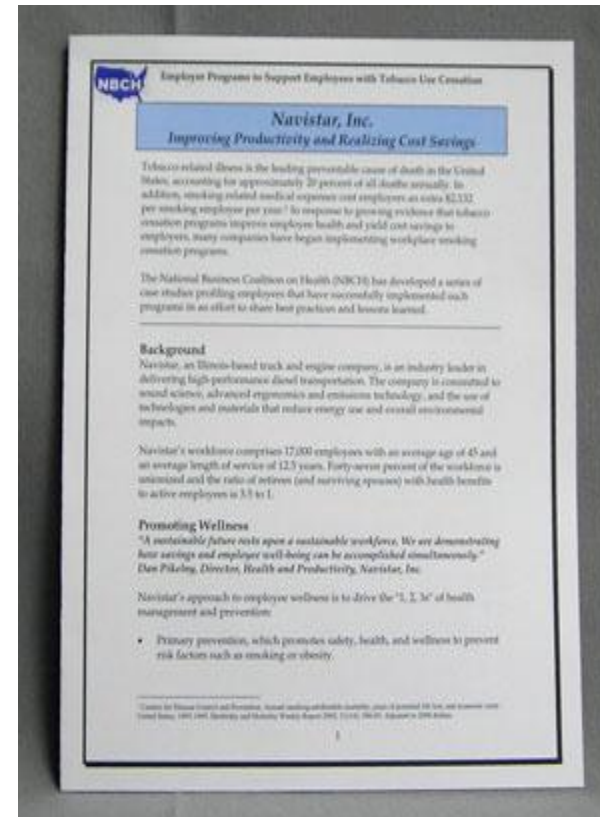 NBCH
Employer Programs to Support Employees with Tobacco Use Cessation
Navistar, Inc.
Improving Productivity and Realizing Cost Savings
Tobacco-related illness is the leading preventable cause of death in the United
States, accounting for approximately 20 percent of all deaths annually. In
addition, smoking related medical expenses cost employers an extra
per smoking employee per year. In response to growing evidence that tobacco
cessation programs improve employee health and yield cost savings to
employers, many companies have begun implementing workplace smoking
cessation programs.
The National Business Coalition on Health (NBCH) has developed a series of
case studies profiling employers that have successfully implemented such
programs in an effort to share best practices and lessons learned.
Background
Navistar, an Illinois-based truck and engine company, is an industry leader in
delivering high-performance diesel transportation. The company is committed to
sound science, advanced ergonomics and emissions technology, and the use of
technologies and materials that reduce energy use and overall environmental
impacts.
Navistar's workforce comprises 17,000 employees with an average age of 45 and
an average length of service of 12.5 years. Forty-seven percent of the workforce is
unionized and the ratio of retirees (and surviving spouses) with health benefits
to active employees is 3.5 to 1.
Promoting Wellness
"A sustainable future rests upon a sustainable workforce. We are demonstrating
how savings and employee well-being can be accomplished simultaneously."
Dan Pikelny, Director, Health and Productivity, Navistar, Inc.
Navistar's approach to employee wellness is to drive the "1, 2, 3s" of health
management and prevention:
• Primary prevention, which promotes safety, health, and wellness to prevent
risk factors such as smoking or obesity.
1